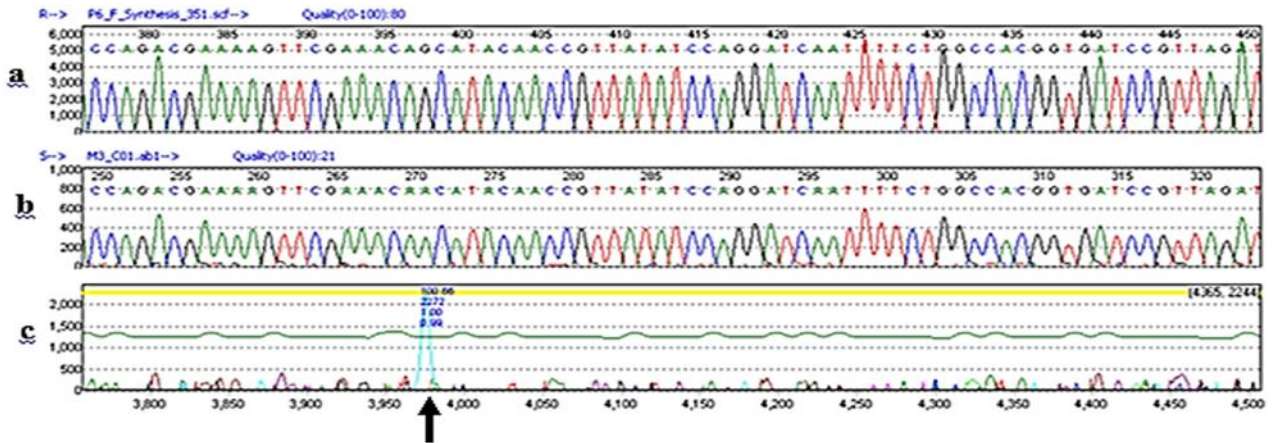 R--> P6_F_Synthesis_351.scf--> Quality(0-100):80
380 385 390 395 400 405 410 415 420 425 430 435 440 445 450
6,000
5,000
4,000
3,000
2,000
1,000
0
C C A G A C G A A A A G T T C G A A A C A G C A T A C A A C C G T T A T A T C C A G G A T C A A T T T T C T G G C C A C G G T G A T C C G T T A G A T
a
S--> M3_C01.ab1--> Quality(0-100):21
250 255 260 265 270 275 280 285 290 295 300 305 310 315 320
1,000
800
600
400
200
0
C C A G A C G A A A A G T T C G A A A C A A C A T A C A A C C G T T A T A T C C A G G A T C A A T T T T C T G G C C A C G G T G A T C C G T T A G A T
b
2,000
1,500
1,000
500
0
[4365, 2244]
c
3,800 3,850 3,900 3,950 4,000 4,050 4,100 4,150 4,200 4,250 4,300 4,350 4,400 4,450 4,500